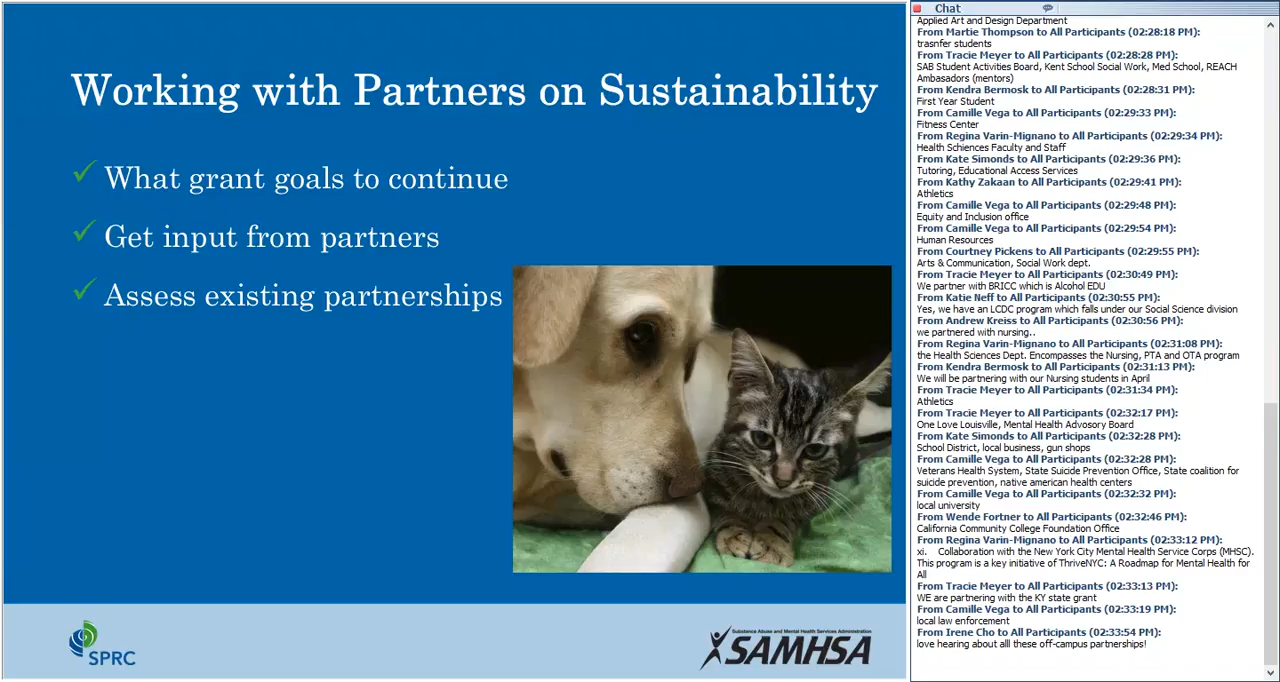 Working with Partners on Sustainability
✓ What grant goals to continue
✓ Get input from partners
✓ Assess existing partnerships
SPRC
Substance Abuse and Mental Health Services Administration
SAMHSA
Chat
Applied Art and Design Department
From Martie Thompson to All Participants (02:28:18 PM):
trasnfer students
From Tracie Meyer to All Participants (02:28:28 PM):
SAB Student Activities Board, Kent School Social Work, Med School, REACH
Ambasadors (mentors)
From Kendra Bermosk to All Participants (02:28:31 PM):
First Year Student
From Camille Vega to All Participants (02:29:33 PM):
Fitness Center
From Regina Varin-Mignano to All Participants (02:29:34 PM):
Health Schiences Faculty and Staff
From Kate Simonds to All Participants (02:29:36 PM):
Tutoring, Educational Access Services
From Kathy Zakaan to All Participants (02:29:41 PM):
Athletics
From Camille Vega to All Participants (02:29:48 PM):
Equity and Inclusion office
From Camille Vega to All Participants (02:29:54 PM):
Human Resources
From Courtney Pickens to All Participants (02:29:55 PM):
Arts & Communication, Social Work dept.
From Tracie Meyer to All Participants (02:30:49 PM):
We partner with BRICC which is Alcohol EDU
From Katie Neff to All Participants (02:30:55 PM):
Yes, we have an LCDC program which falls under our Social Science division
From Andrew Kreiss to All Participants (02:30:56 PM):
we partnered with nursing..
From Regina Varin-Mignano to All Participants (02:31:08 PM):
the Health Sciences Dept. Encompasses the Nursing, PTA and OTA program
From Kendra Bermosk to All Participants (02:31:13 PM):
We will be partnering with our Nursing students in April
From Tracie Meyer to All Participants (02:31:34 PM):
Athletics
From Tracie Meyer to All Participants (02:32:17 PM):
One Love Louisville, Mental Health Advosory Board
From Kate Simonds to All Participants (02:32:28 PM):
School District, local business, gun shops
From Camille Vega to All Participants (02:32:28 PM):
Veterans Health System, State Suicide Prevention Office, State coalition for
suicide prevention, native american health centers
From Camille Vega to All Participants (02:32:32 PM):
local university
From Wende Fortner to All Participants (02:32:46 PM):
California Community College Foundation Office
From Regina Varin-Mignano to All Participants (02:33:12 PM):
xi. Collaboration with the New York City Mental Health Service Corps (MHSC).
This program is a key initiative of ThriveNYC: A Roadmap for Mental Health for
All
From Tracie Meyer to All Participants (02:33:13 PM):
WE are partnering with the KY state grant
From Camille Vega to All Participants (02:33:19 PM):
local law enforcement
From Irene Cho to All Participants (02:33:54 PM):
love hearing about alll these off-campus partnerships!